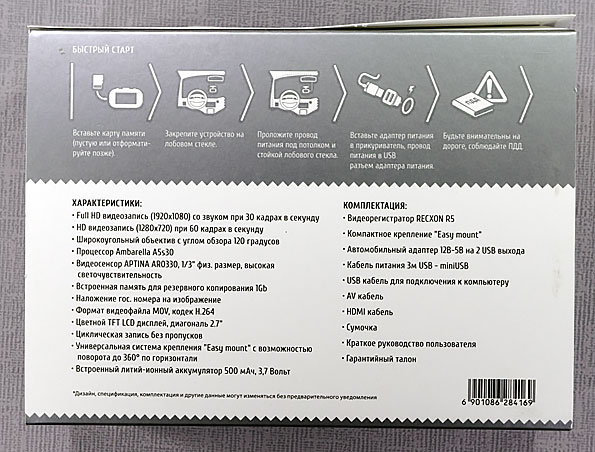 БЫСТРЫЙ СТАРТ
Вставьте карту памяти
(пустую или отформати-
руйте позже).
Закрепите устройство на
лобовом стекле.
Проложите провод
питания под потолком и
стойкой лобового стекла.
Вставьте адаптер питания
в прикуриватель, провод
питания в USB
разъем адаптера питания.
Будьте внимательны на
дороге, соблюдайте ПДД.
ПДД
ХАРАКТЕРИСТИКИ:
• Full HD видеозапись (1920x1080) со звуком при 30 кадрах в секунду
• HD видеозапись (1280x720) при 60 кадрах в секунду
• Широкоугольный объектив с углом обзора 120 градусов
• Процессор Ambarella A5s30
• Видеосенсор APTINA AR0330, 1/3" физ. размер, высокая
светочувствительность
• Встроенная память для резервного копирования 1Gb
• Наложение гос. номера на изображение
• Формат видеофайла MOV, кодек H.264
• Цветной TFT LCD дисплей, диагональ 2.7"
• Циклическая запись без пропусков
• Универсальная система крепления "Easy mount" с возможностью
поворота до 360° по горизонтали
• Встроенный литий-ионный аккумулятор 500 мАч, 3,7 Вольт
КОМПЛЕКТАЦИЯ:
• Видеорегистратор RECXON R5
• Компактное крепление "Easy mount"
• Автомобильный адаптер 12В-5В на 2 USB выхода
• Кабель питания 3м USB - miniUSB
• USB кабель для подключения к компьютеру
• AV кабель
• HDMI кабель
• Сумочка
• Краткое руководство пользователя
• Гарантийный талон
*Дизайн, спецификация, комплектация и другие данные могут изменяться без предварительного уведомления
6 901086 284169